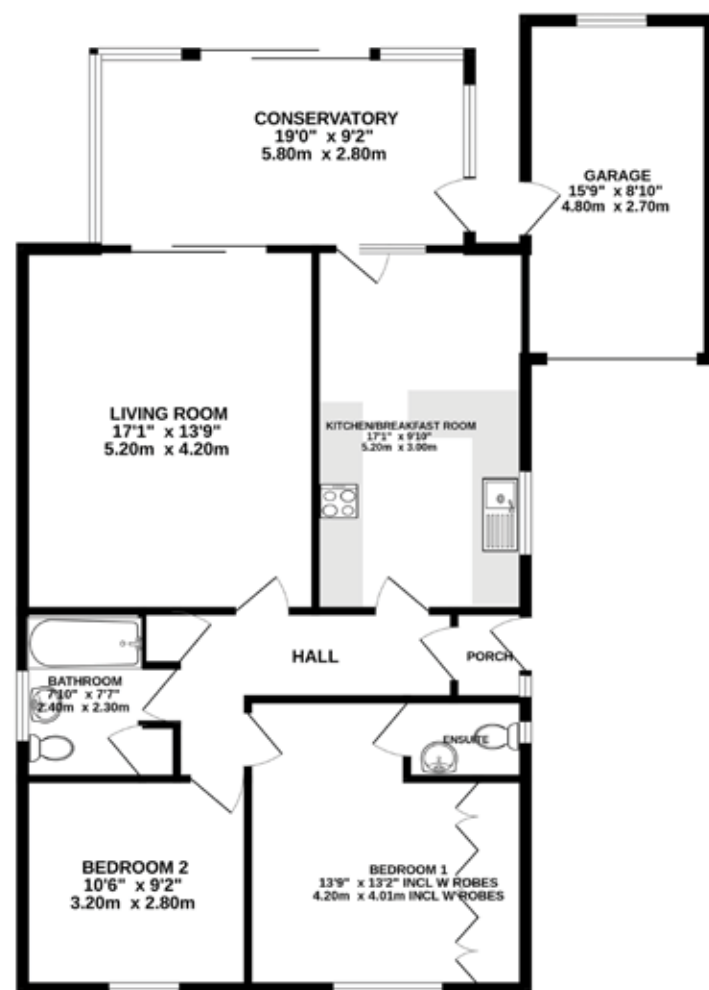 CONSERVATORY
19'0" x 9'2"
5.80m x 2.80m
GARAGE
15'9" x 8'10"
4.80m x 2.70m
LIVING ROOM
17'1" x 13'9"
5.20m x 4.20m
KITCHEN/BREAKFAST ROOM
17'1" x 9'10"
5.20m x 3.00m
HALL
PORCH
BATHROOM
7'10" x 7'7"
2.40m x 2.30m
ENSUITE
BEDROOM 2
10'6" x 9'2"
3.20m x 2.80m
BEDROOM 1
13'9" x 13'2" INCL W ROBES
4.20m x 4.01m INCL W ROBES